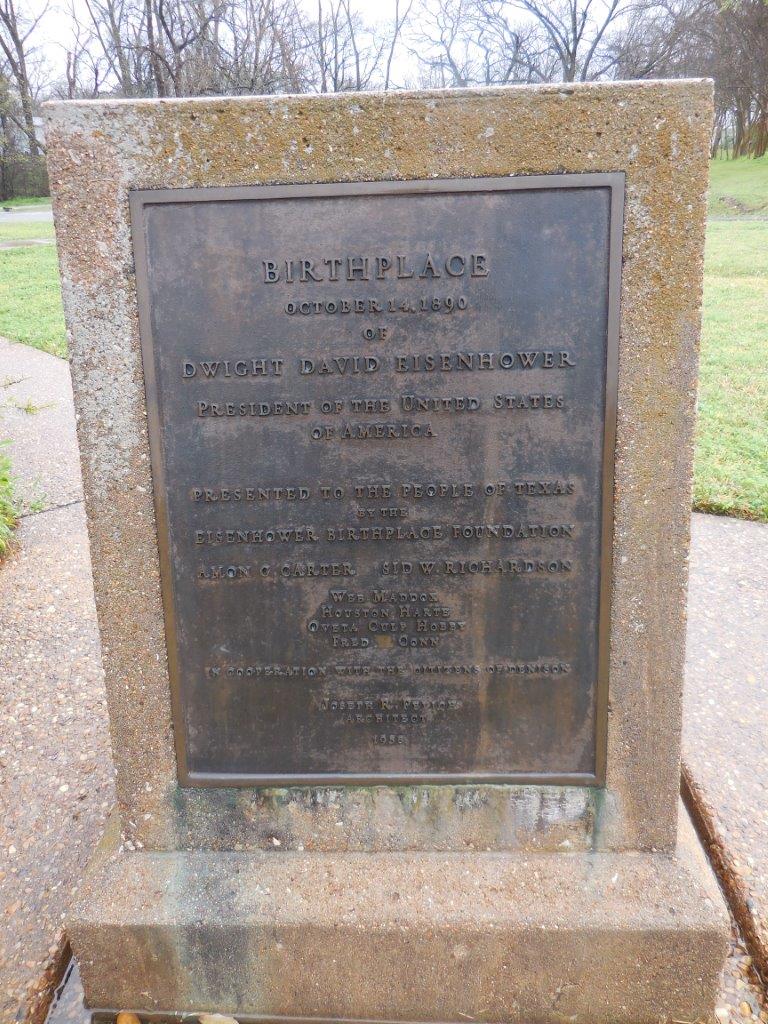 BIRTHPLACE
OCTOBER 14, 1890
OF
DWIGHT DAVID EISENHOWER
PRESIDENT OF THE UNITED STATES
OF AMERICA
PRESENTED TO THE PEOPLE OF TEXAS
BY THE
EISENHOWER BIRTHPLACE FOUNDATION
AMON G. CARTER SID W. RICHARDSON
HOUSTON HARTE
OVETA CULP HOBBY
FRED CONN
IN COOPERATION WITH THE CITIZENS OF DENISON
JOSEPH R. PELICH
ARCHITECT